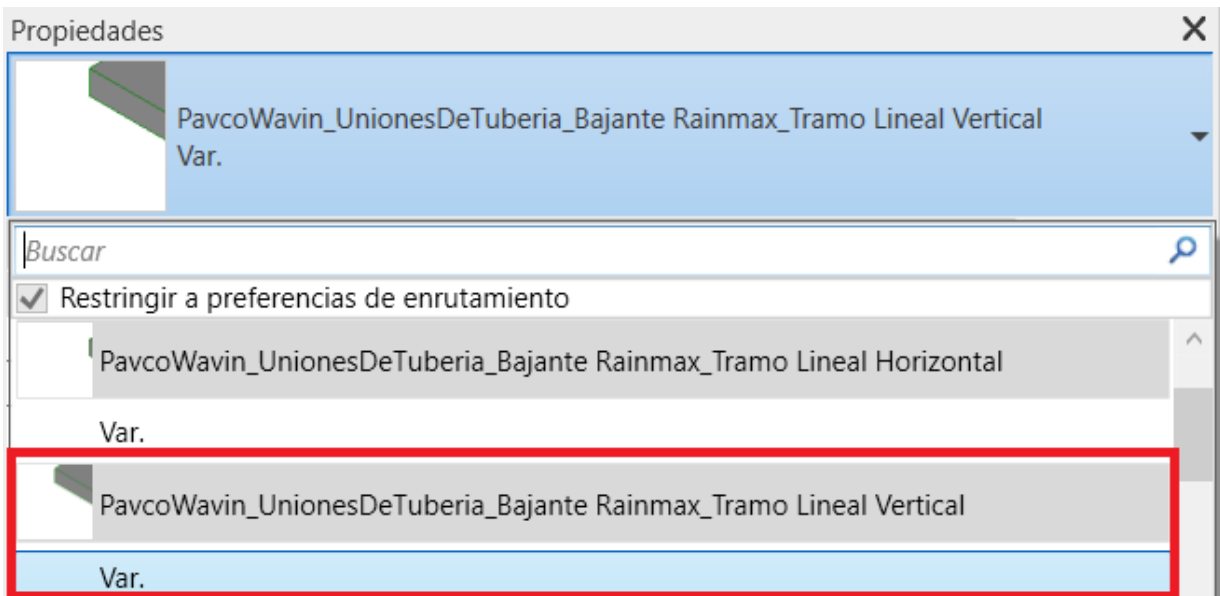 Propiedades
PavcoWavin_UnionesDeTuberia_Bajante Rainmax_Tramo Lineal Vertical
Var.
Buscar
Restringir a preferencias de enrutamiento
PavcoWavin_UnionesDeTuberia_Bajante Rainmax_Tramo Lineal Horizontal
Var.
PavcoWavin_UnionesDeTuberia_Bajante Rainmax_Tramo Lineal Vertical
Var.